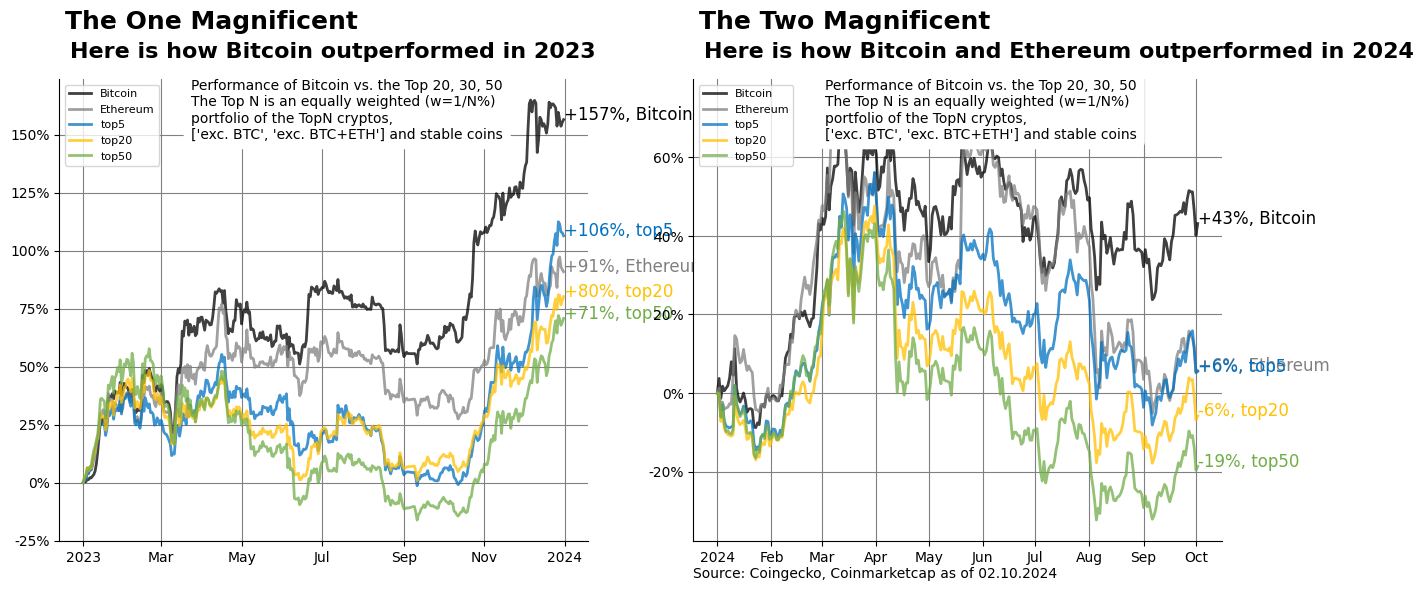 The One Magnificent
Here is how Bitcoin outperformed in 2023
Performance of Bitcoin vs. the Top 20, 30, 50
The Top N is an equally weighted (w=1/N%)
portfolio of the TopN cryptos,
['exc. BTC', 'exc. BTC+ETH'] and stable coins
Bitcoin
Ethereum
top5
top20
top50
150%
125%
100%
75%
50%
25%
0%
-25%
+157%, Bitcoin
+106%, top5
+91%, Ethereum
+80%, top20
+71%, top50
2023
Mar
May
Jul
Sep
Nov
2024
The Two Magnificent
Here is how Bitcoin and Ethereum outperformed in 2024
Performance of Bitcoin vs. the Top 20, 30, 50
The Top N is an equally weighted (w=1/N%)
portfolio of the TopN cryptos,
['exc. BTC', 'exc. BTC+ETH'] and stable coins
Bitcoin
Ethereum
top5
top20
top50
60%
40%
20%
0%
-20%
+43%, Bitcoin
+6%, Ethereum
+6%, top5
-6%, top20
-19%, top50
2024
Feb
Mar
Apr
May
Jun
Jul
Aug
Sep
Oct
Source: Coingecko, Coinmarketcap as of 02.10.2024